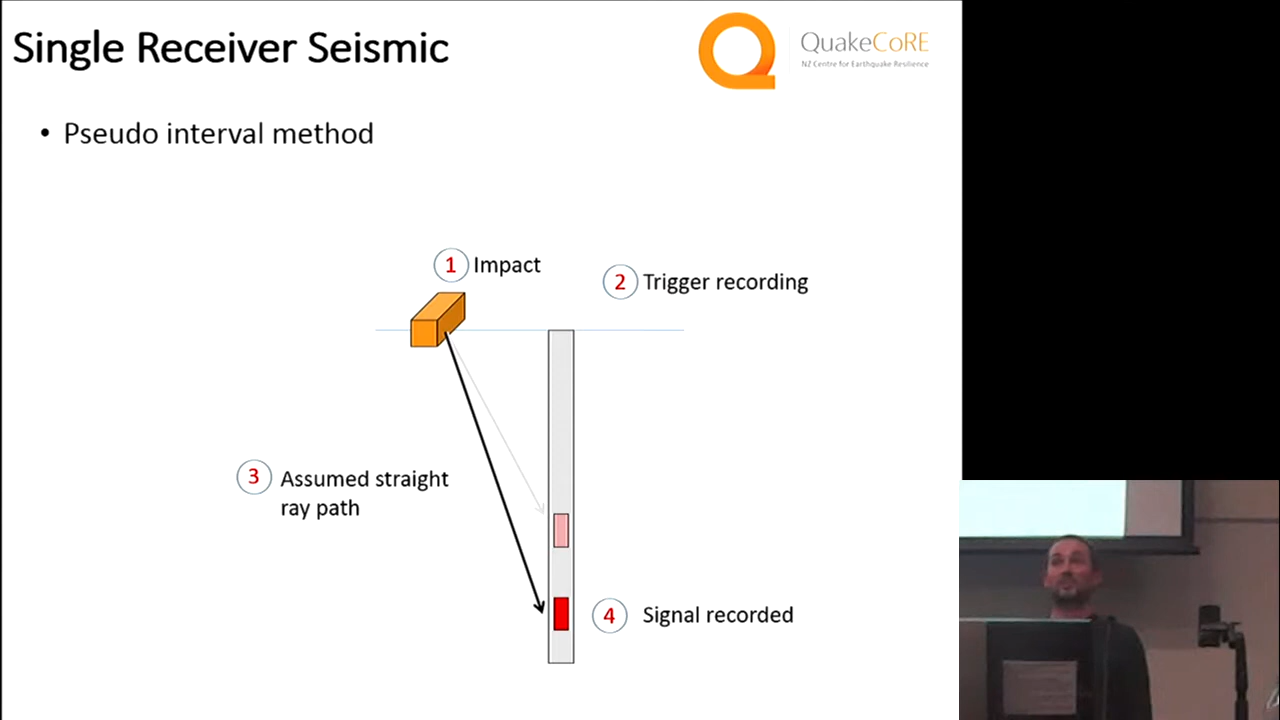 Single Receiver Seismic
QuakeCoRE
NZ Centre for Earthquake Resilience
• Pseudo interval method
1 Impact
2 Trigger recording
3 Assumed straight
ray path
4 Signal recorded